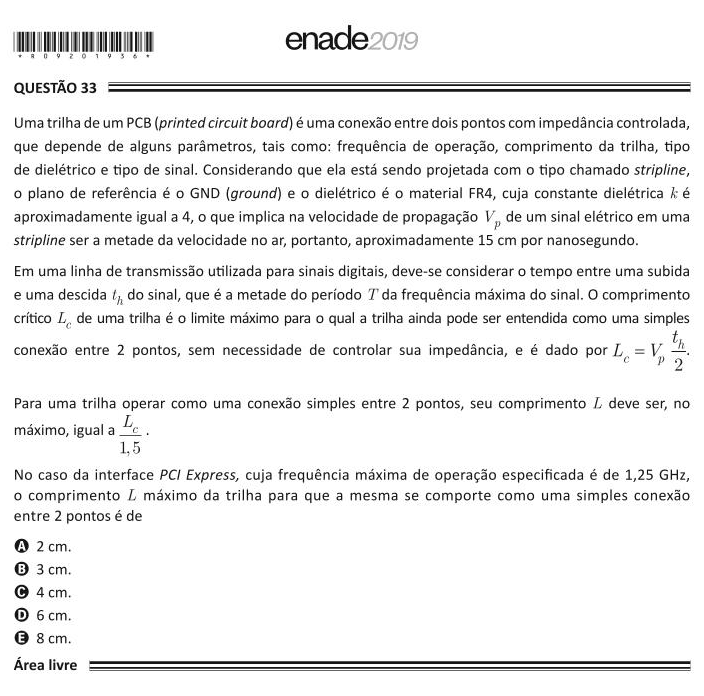 * R 0 9 2 0 1 9 3 6 *
enade2019
QUESTÃO 33
Uma trilha de um PCB (printed circuit board) é uma conexão entre dois pontos com impedância controlada,
que depende de alguns parâmetros, tais como: frequência de operação, comprimento da trilha, tipo
de dielétrico e tipo de sinal. Considerando que ela está sendo projetada com o tipo chamado stripline,
o plano de referência é o GND (ground) e o dielétrico é o material FR4, cuja constante dielétrica k é
aproximadamente igual a 4, o que implica na velocidade de propagação V_p de um sinal elétrico em uma
stripline ser a metade da velocidade no ar, portanto, aproximadamente 15 cm por nanosegundo.
Em uma linha de transmissão utilizada para sinais digitais, deve-se considerar o tempo entre uma subida
e uma descida t_h do sinal, que é a metade do período T da frequência máxima do sinal. O comprimento
crítico L_c de uma trilha é o limite máximo para o qual a trilha ainda pode ser entendida como uma simples
conexão entre 2 pontos, sem necessidade de controlar sua impedância, e é dado por L_c = V_p t_h/2.
Para uma trilha operar como uma conexão simples entre 2 pontos, seu comprimento L deve ser, no
máximo, igual a L_c/1,5 .
No caso da interface PCI Express, cuja frequência máxima de operação especificada é de 1,25 GHz,
o comprimento L máximo da trilha para que a mesma se comporte como uma simples conexão
entre 2 pontos é de
A 2 cm.
B 3 cm.
C 4 cm.
D 6 cm.
E 8 cm.
Área livre